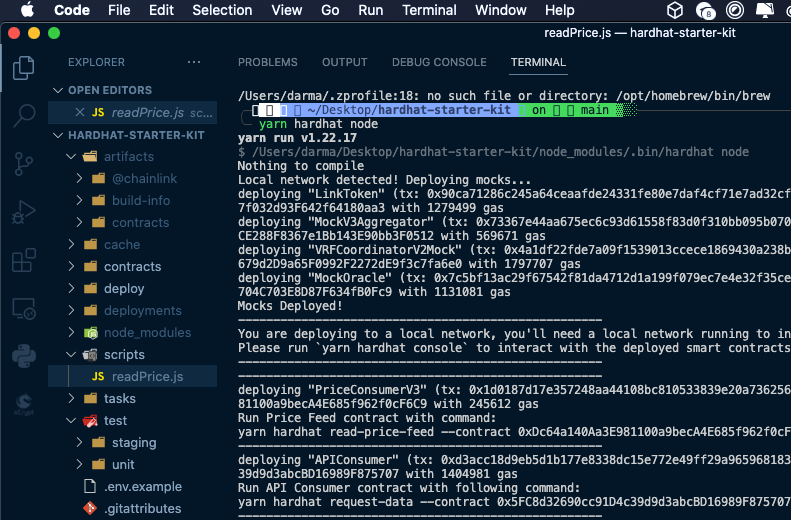 Code File Edit Selection View Go Run Terminal Window Help
8
readPrice.js — hardhat-starter-kit
EXPLORER
PROBLEMS OUTPUT DEBUG CONSOLE TERMINAL
OPEN EDITORS
JS readPrice.js sc...
HARDHAT-STARTER-KIT
artifacts
@chainlink
build-info
contracts
cache
contracts
deploy
deployments
node_modules
scripts
JS readPrice.js
tasks
test
staging
unit
.env.example
.gitattributes
/Users/darma/.zprofile:18: no such file or directory: /opt/homebrew/bin/brew
~/Desktop/hardhat-starter-kit on main
yarn hardhat node
yarn run v1.22.17
$ /Users/darma/Desktop/hardhat-starter-kit/node_modules/.bin/hardhat node
Nothing to compile
Local network detected! Deploying mocks...
deploying "LinkToken" (tx: 0x90ca71286c245a64ceaafde24331fe80e7daf4cf71e7ad32cf
7f032d93F642f64180aa3 with 1279499 gas
deploying "MockV3Aggregator" (tx: 0x73367e44aa675ec6c93d61558f83d0f310bb095b070
CE288F8367e1Bb143E90bb3F0512 with 569671 gas
deploying "VRFCoordinatorV2Mock" (tx: 0x4a1df22fde7a09f1539013ccece1869430a238b
679d2D9a65F0992F2272dE9f3c7fa6e0 with 1797707 gas
deploying "MockOracle" (tx: 0x7c5bf13ac29f67542f81da4712d1a199f079ec7e4e32f35ce
704C703E8D87F634fB0Fc9 with 1131081 gas
Mocks Deployed!
----------------------------------------------------
You are deploying to a local network, you'll need a local network running to in
Please run `yarn hardhat console` to interact with the deployed smart contracts
----------------------------------------------------
----------------------------------------------------
deploying "PriceConsumerV3" (tx: 0x1d0187d17e357248aa44108bc810533839e20a736256
81100a9becA4E685f962f0cF6C9 with 245612 gas
Run Price Feed contract with command:
yarn hardhat read-price-feed --contract 0xDc64a140Aa3E981100a9becA4E685f962f0cF
----------------------------------------------------
deploying "APIConsumer" (tx: 0xd3acc18d9eb5d1b177e8338dc15e772e49ff29a965968183
39d9d3abcBD16989F875707 with 1404981 gas
Run API Consumer contract with following command:
yarn hardhat request-data --contract 0x5FC8d32690cc91D4c39d9d3abcBD16989F875707
----------------------------------------------------